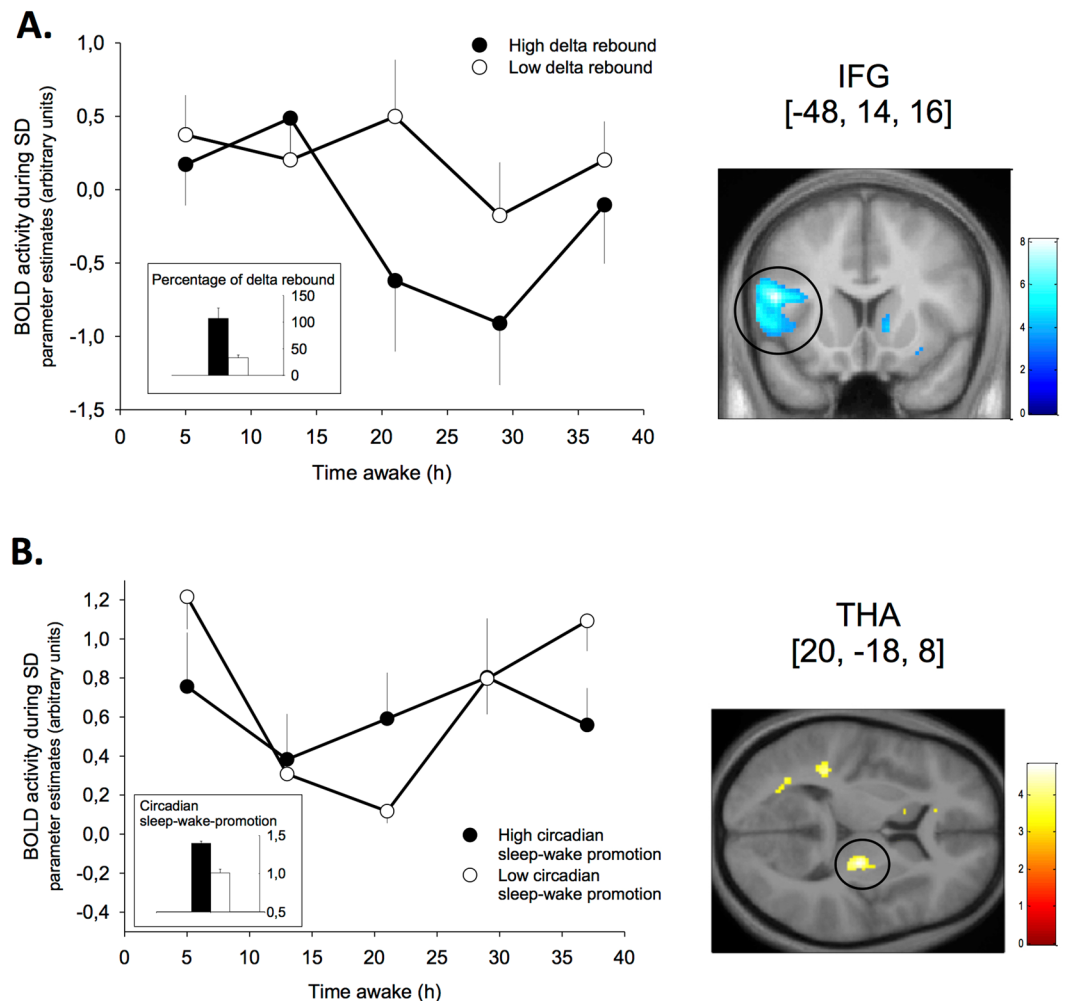 A.
1,0
0,5
0,0
-0,5
-1,0
-1,5
BOLD activity during SD
parameter estimates (arbitrary units)
High delta rebound
Low delta rebound
Percentage of delta rebound
150
100
50
0
0
5
10
15
20
25
30
35
40
Time awake (h)
IFG
[-48, 14, 16]
8
6
4
2
0
B.
1,2
1,0
0,8
0,6
0,4
0,2
0,0
-0,2
-0,4
BOLD activity during SD
parameter estimates (arbitrary units)
Circadian
sleep-wake-promotion
1,5
1,0
0,5
High circadian
sleep-wake promotion
Low circadian
sleep-wake promotion
0
5
10
15
20
25
30
35
40
Time awake (h)
THA
[20, -18, 8]
4
3
2
1
0